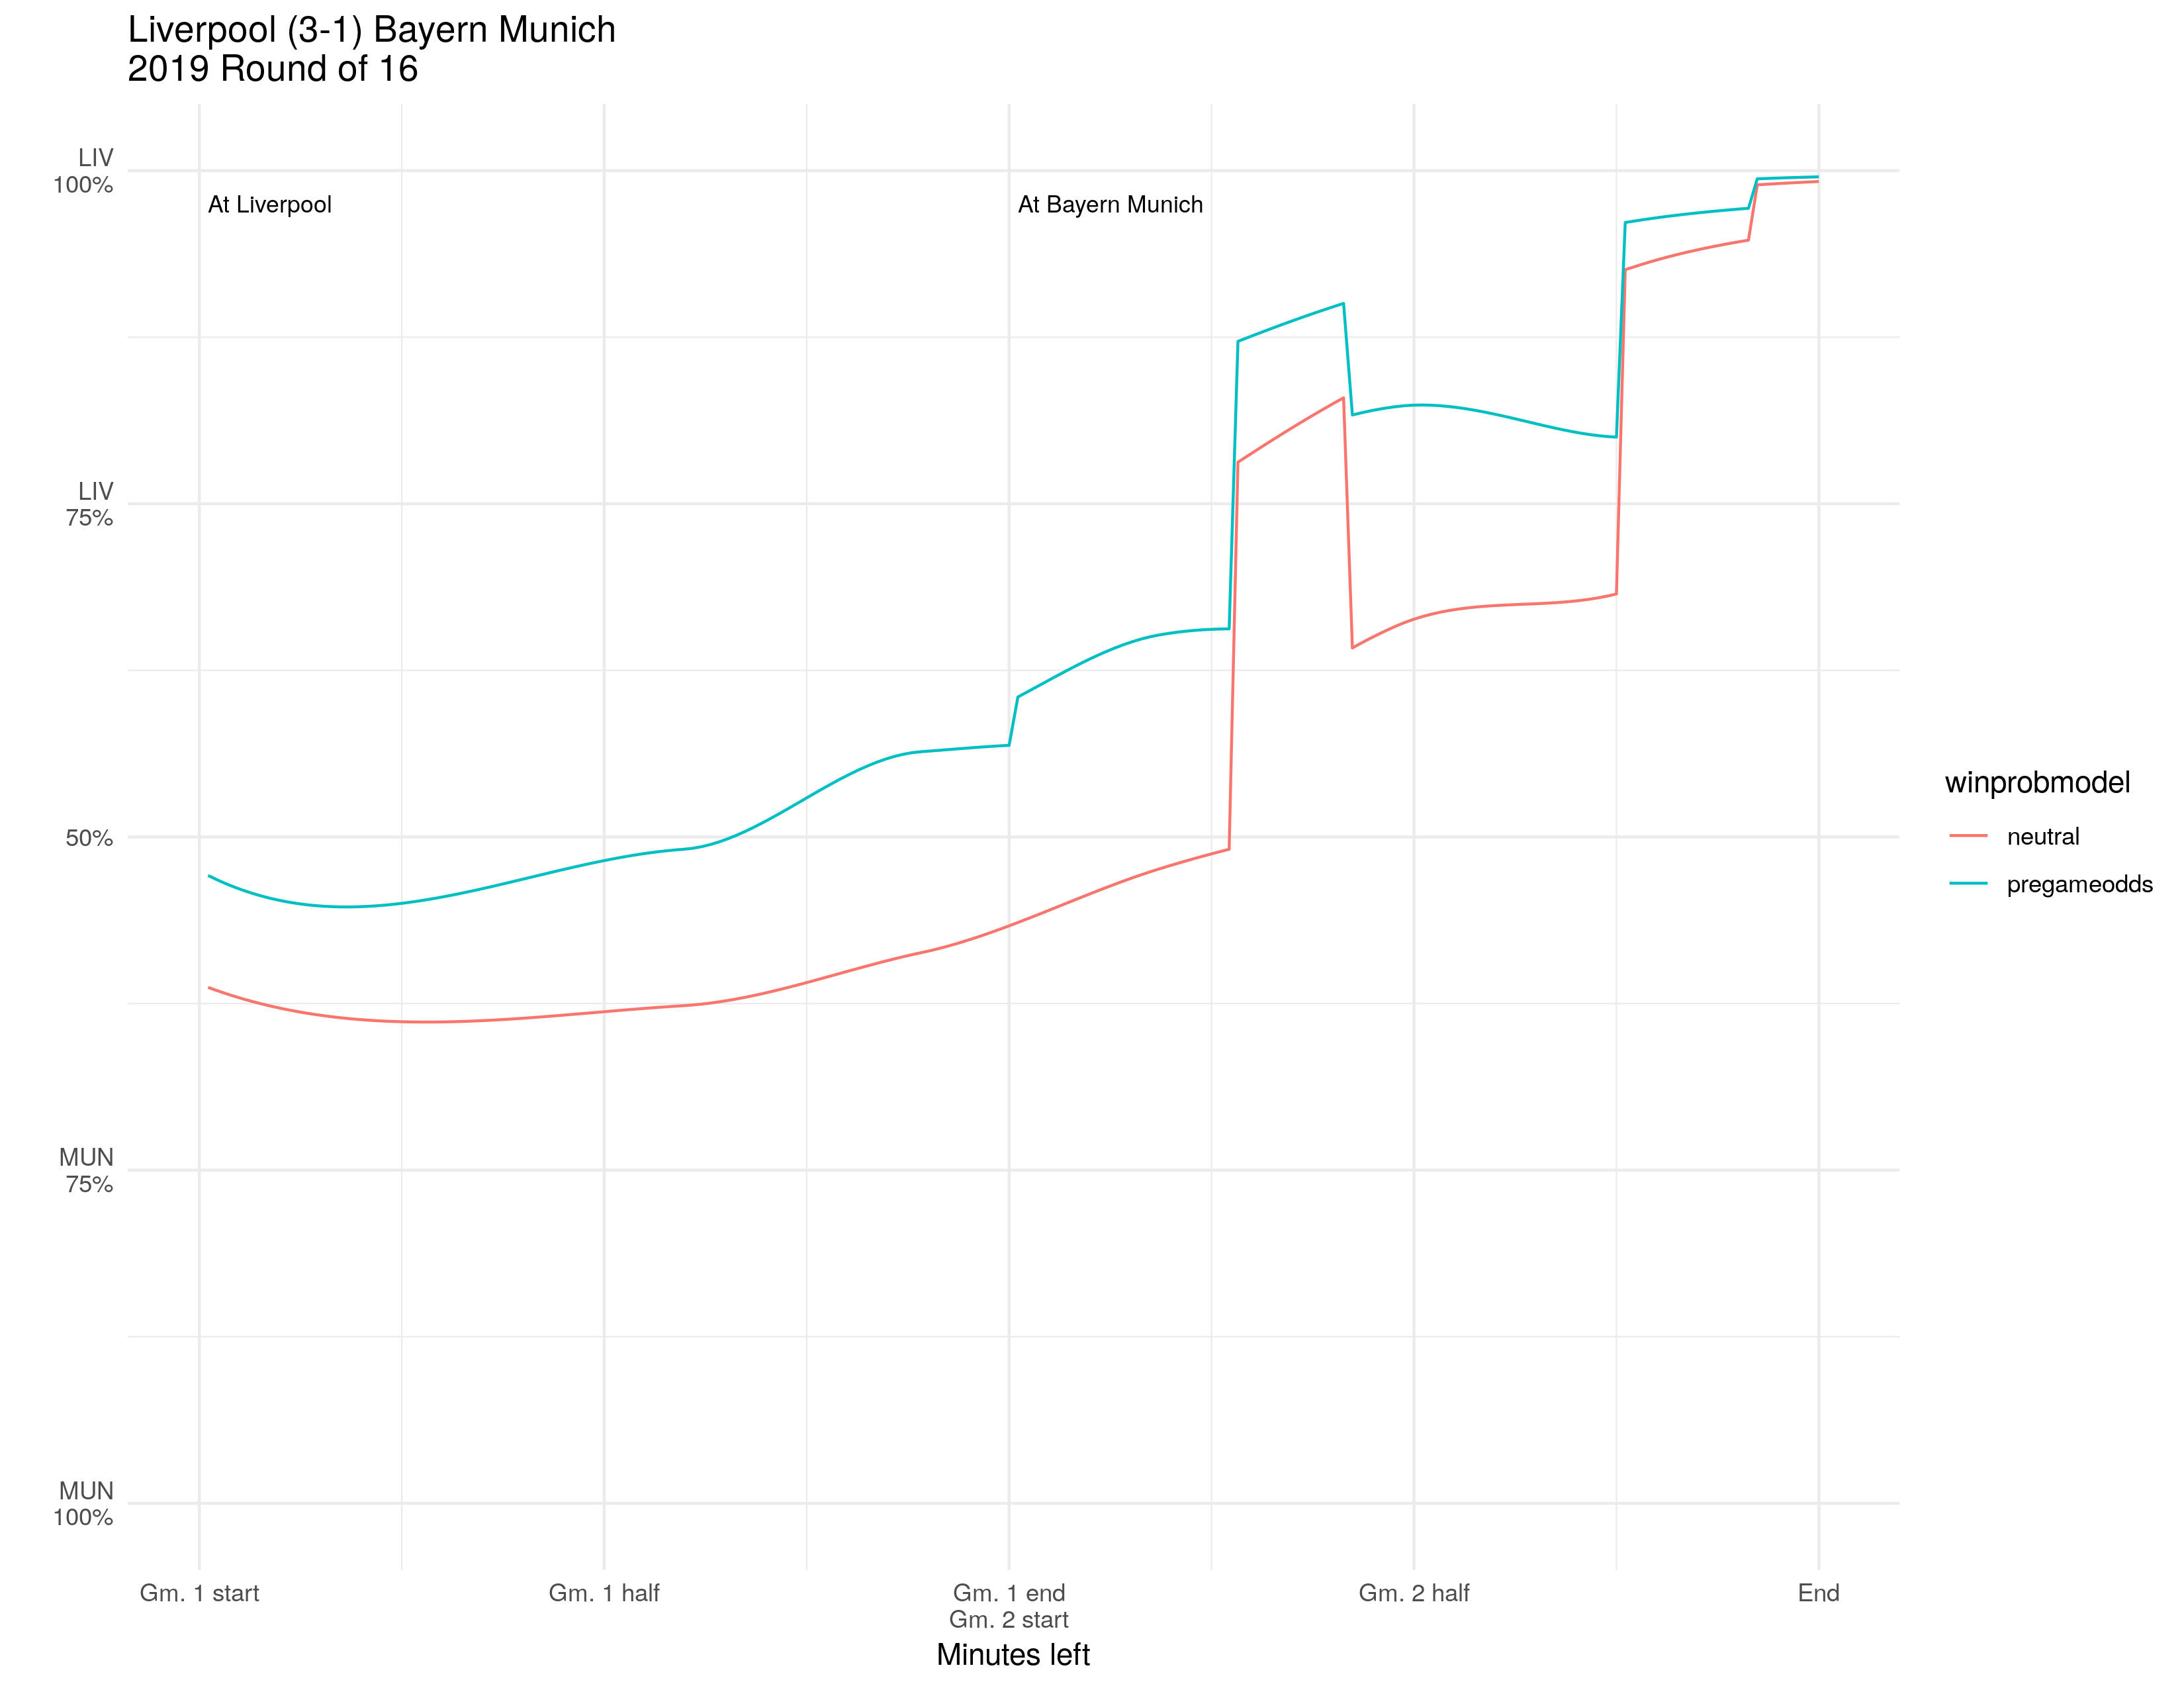 Liverpool (3-1) Bayern Munich
2019 Round of 16
LIV
100%
At Liverpool
At Bayern Munich
LIV
75%
50%
MUN
75%
MUN
100%
winprobmodel
neutral
pregameodds
Gm. 1 start
Gm. 1 half
Gm. 1 end
Gm. 2 start
Gm. 2 half
End
Minutes left